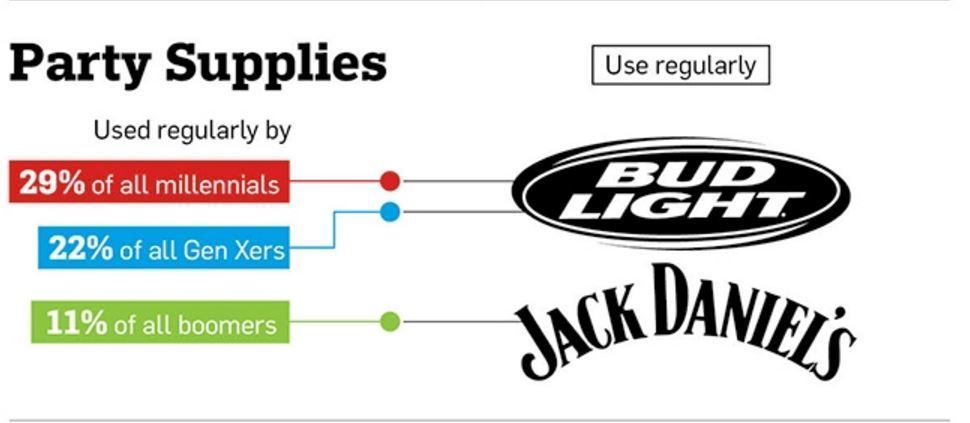 Party Supplies
Use regularly
Used regularly by
29% of all millennials
22% of all Gen Xers
11% of all boomers
BUD
LIGHT.
JACK DANIEL'S